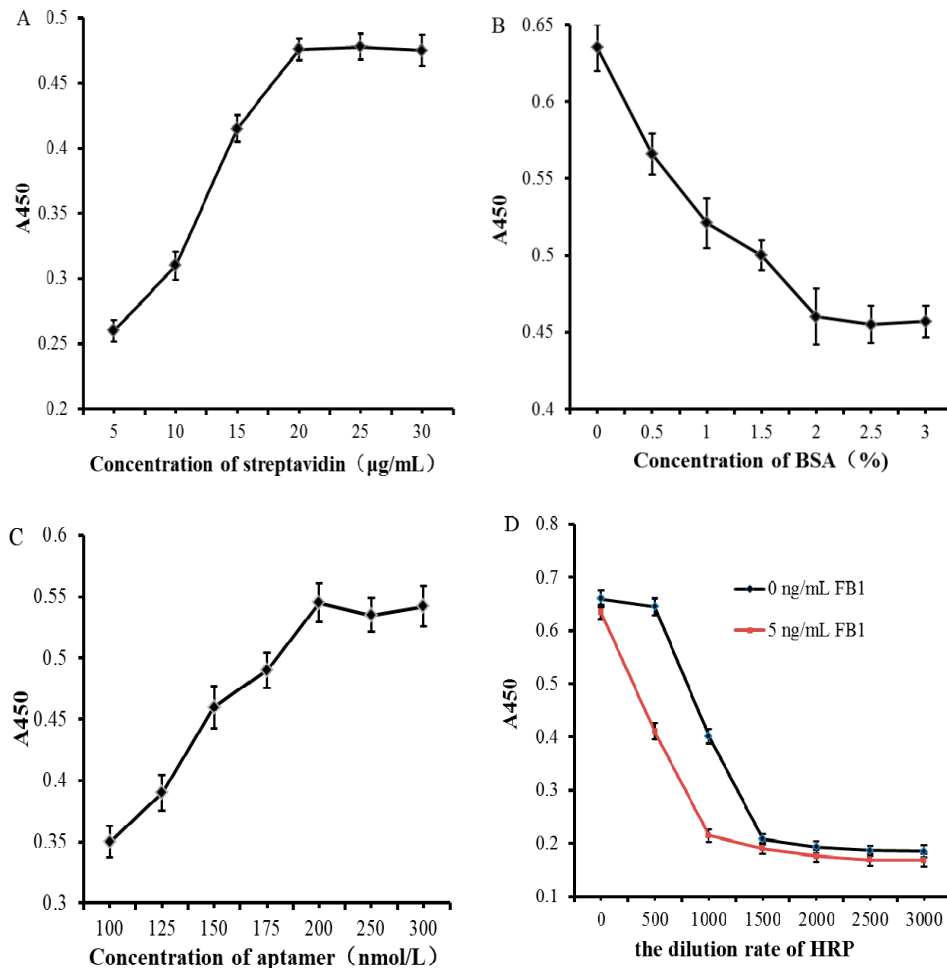 A
0.5
0.45
0.4
0.35
0.3
0.25
0.2
A450
5 10 15 20 25 30
Concentration of streptavidin（μg/mL）
B
0.65
0.6
0.55
0.5
0.45
0.4
A450
0 0.5 1 1.5 2 2.5 3
Concentration of BSA（%）
C
0.6
0.55
0.5
0.45
0.4
0.35
0.3
A450
100 125 150 175 200 250 300
Concentration of aptamer（nmol/L）
D
0.8
0.7
0.6
0.5
0.4
0.3
0.2
0.1
A450
0 ng/mL FB1
5 ng/mL FB1
0 500 1000 1500 2000 2500 3000
the dilution rate of HRP